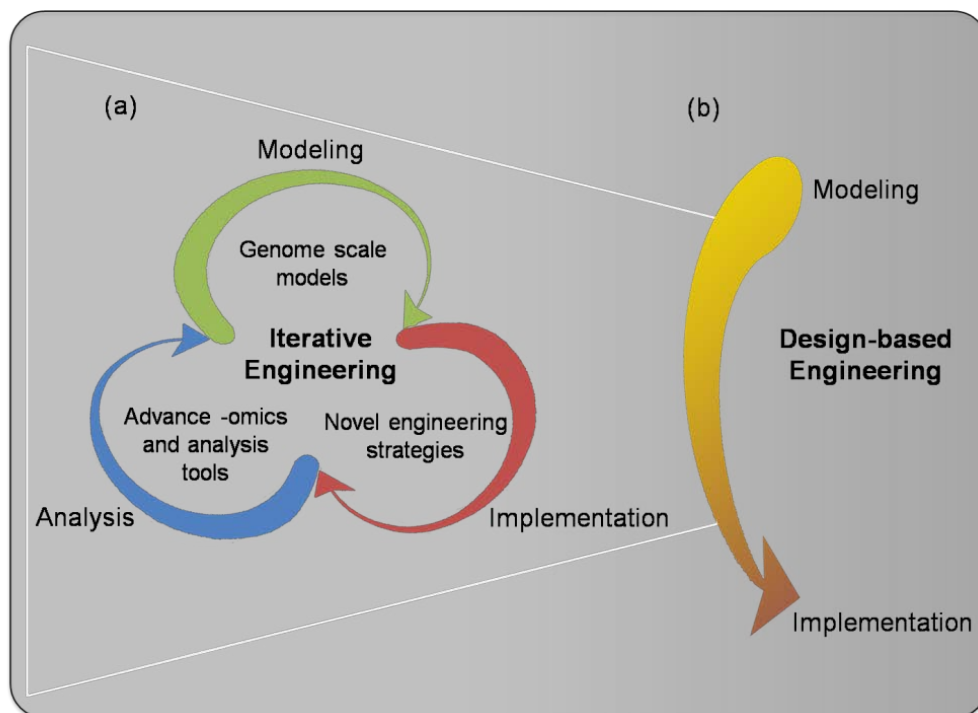 (a)
Modeling
Genome scale
models
Iterative
Engineering
Advance -omics
and analysis
tools
Novel engineering
strategies
Analysis
Implementation
(b)
Modeling
Design-based
Engineering
Implementation